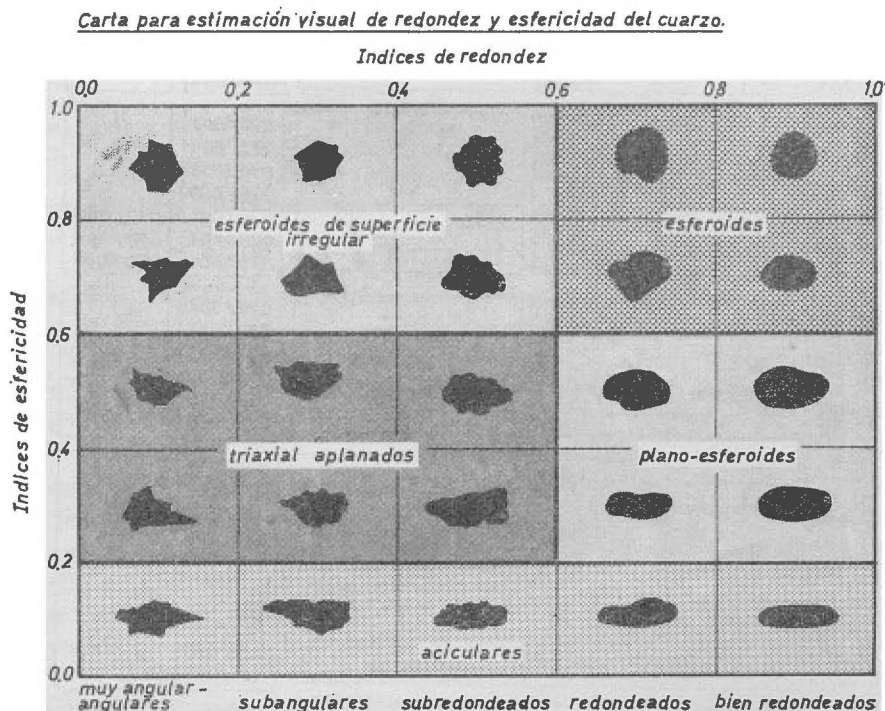 Carta para estimación visual de redondez y esfericidad del cuarzo.
Indices de redondez
0,0 0,2 0,4 0,6 0,8 1,0
1.0
esferoides de superficie
irregular
esferoides
0.8
0.6
Indices de esfericidad
triaxial aplanados
plano-esferoides
0,4
0,2
aciculares
0,0
muy angular-
angulares
subangulares
subredondeados
redondeados
bien redondeados